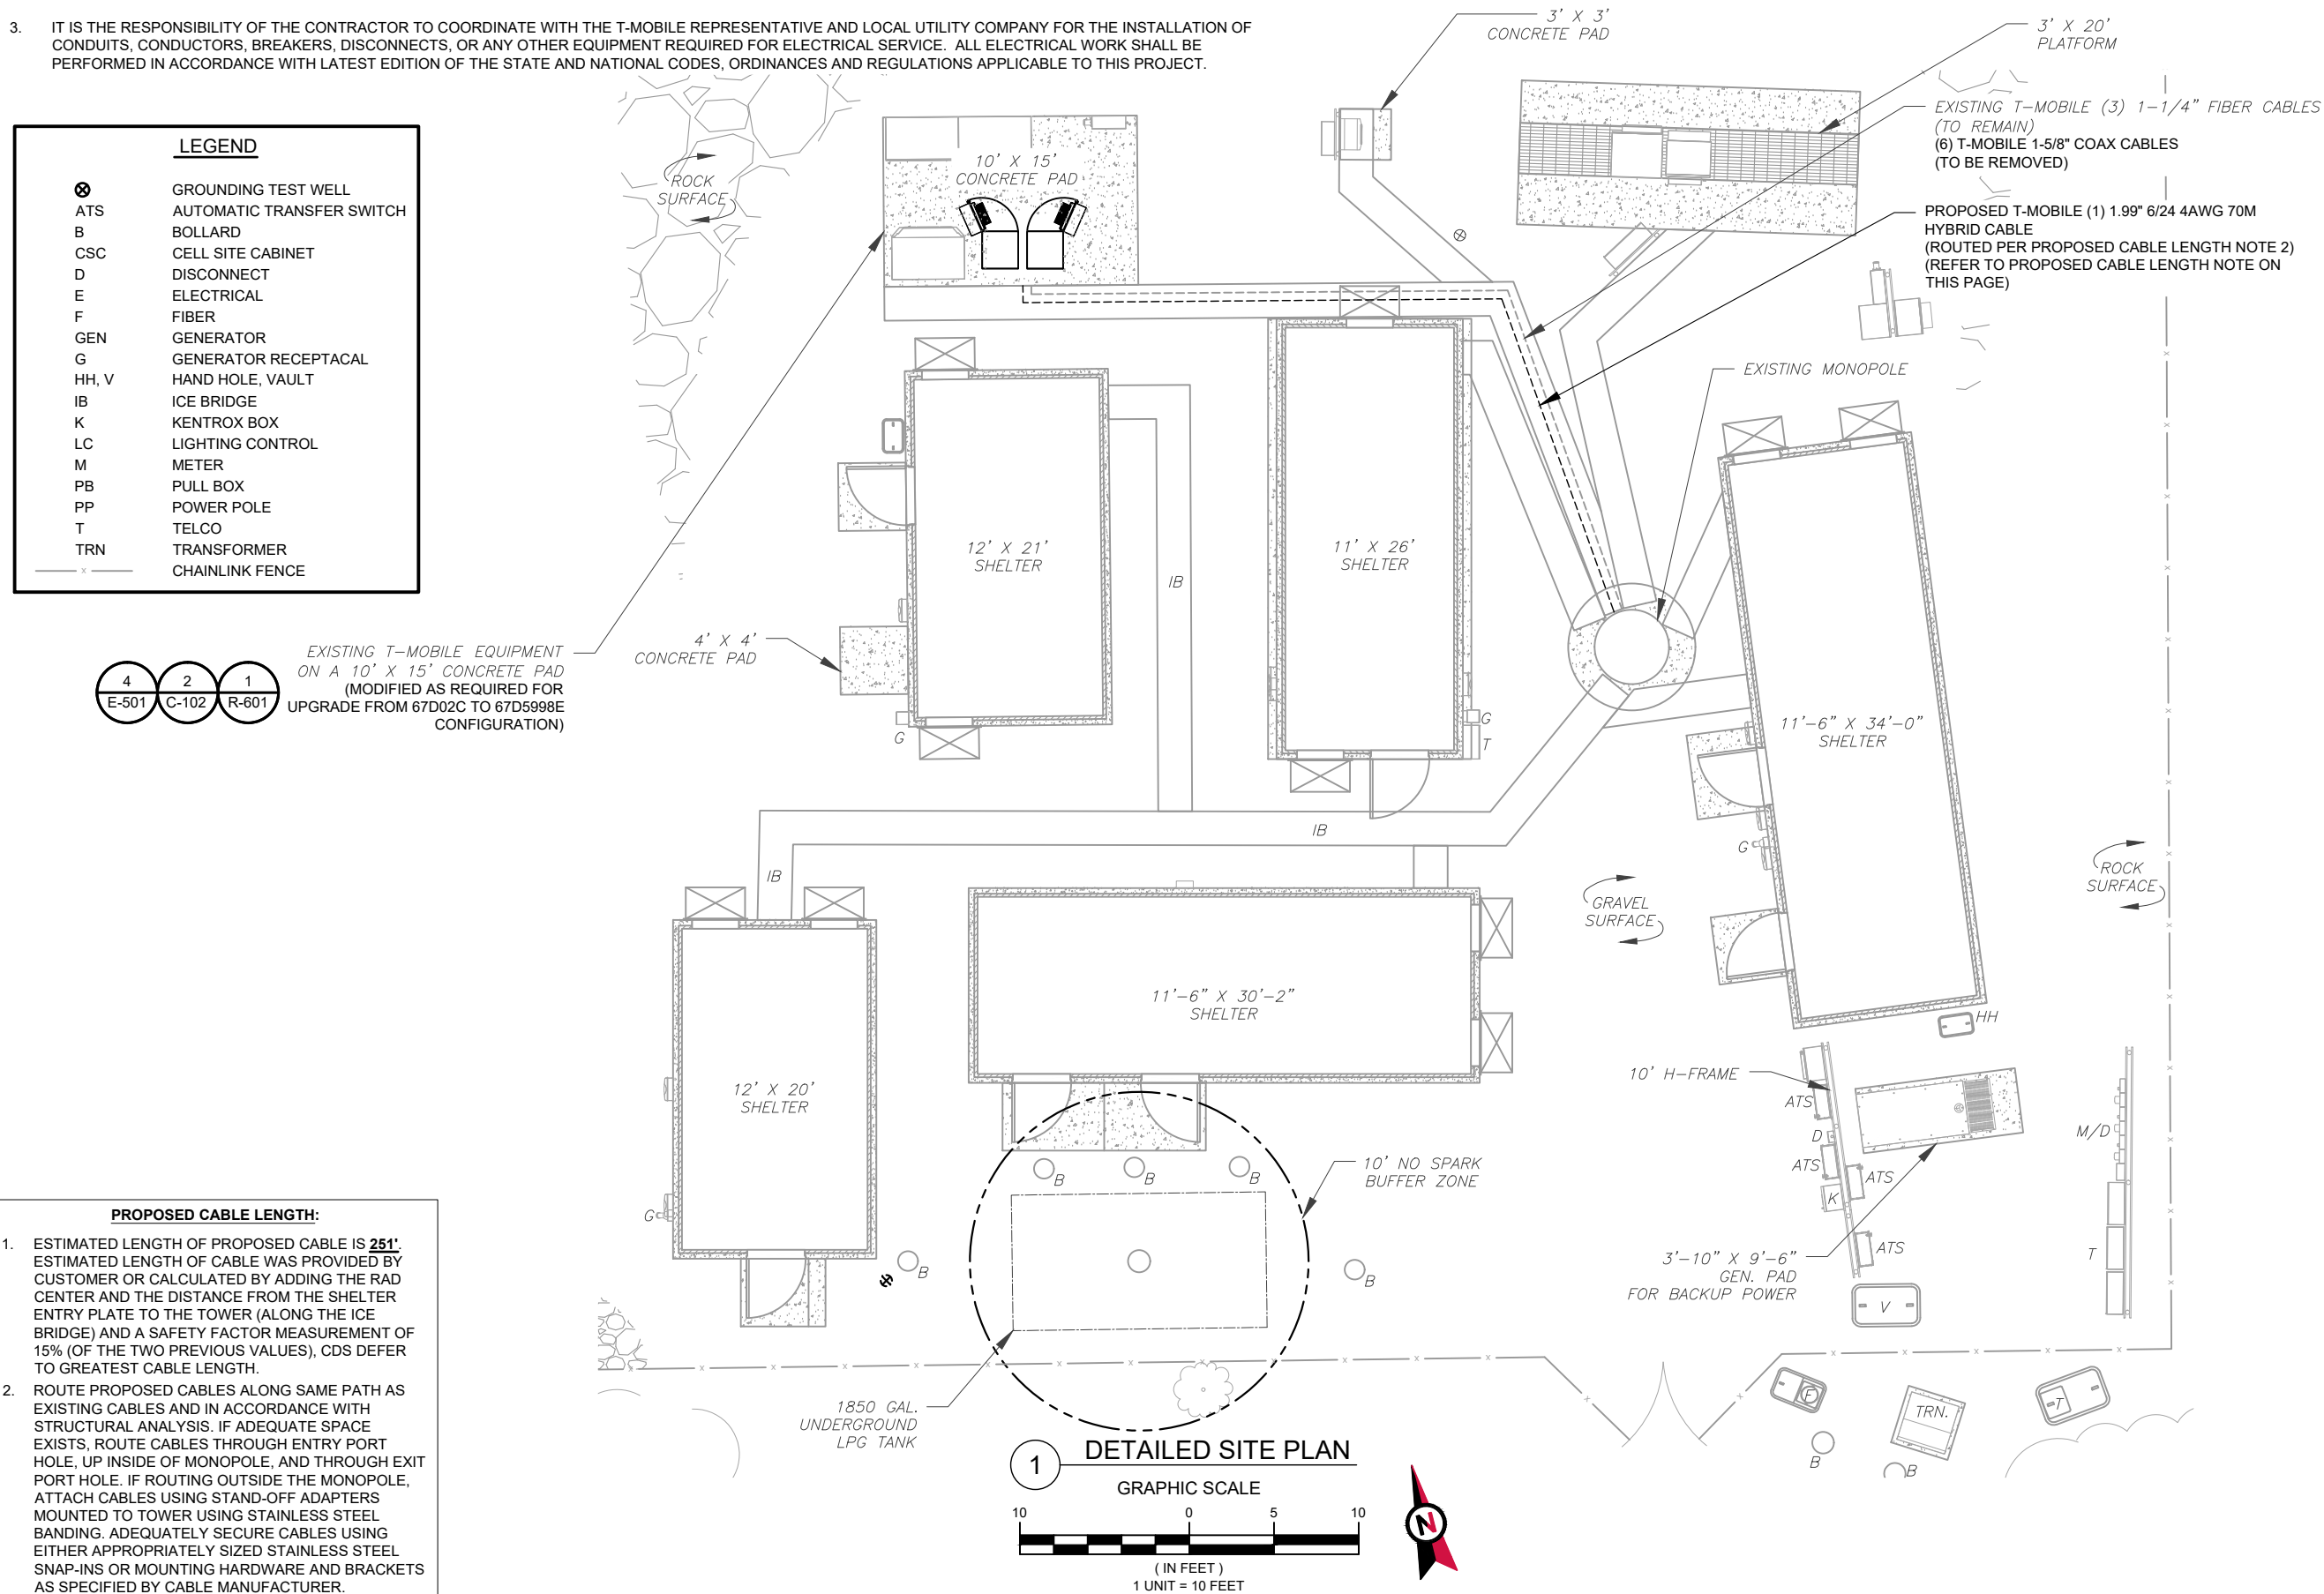 3. IT IS THE RESPONSIBILITY OF THE CONTRACTOR TO COORDINATE WITH THE T-MOBILE REPRESENTATIVE AND LOCAL UTILITY COMPANY FOR THE INSTALLATION OF
CONDUITS, CONDUCTORS, BREAKERS, DISCONNECTS, OR ANY OTHER EQUIPMENT REQUIRED FOR ELECTRICAL SERVICE. ALL ELECTRICAL WORK SHALL BE
PERFORMED IN ACCORDANCE WITH LATEST EDITION OF THE STATE AND NATIONAL CODES, ORDINANCES AND REGULATIONS APPLICABLE TO THIS PROJECT.
LEGEND
GROUNDING TEST WELL
ATS AUTOMATIC TRANSFER SWITCH
B BOLLARD
CSC CELL SITE CABINET
D DISCONNECT
E ELECTRICAL
F FIBER
GEN GENERATOR
G GENERATOR RECEPTACAL
HH, V HAND HOLE, VAULT
IB ICE BRIDGE
K KENTROX BOX
LC LIGHTING CONTROL
M METER
PB PULL BOX
PP POWER POLE
T TELCO
TRN TRANSFORMER
x CHAINLINK FENCE
3' X 3'
CONCRETE PAD
3' X 20'
PLATFORM
EXISTING T-MOBILE (3) 1-1/4" FIBER CABLES
(TO REMAIN)
(6) T-MOBILE 1-5/8" COAX CABLES
(TO BE REMOVED)
PROPOSED T-MOBILE (1) 1.99" 6/24 4AWG 70M
HYBRID CABLE
(ROUTED PER PROPOSED CABLE LENGTH NOTE 2)
(REFER TO PROPOSED CABLE LENGTH NOTE ON
THIS PAGE)
ROCK
SURFACE
10' X 15'
CONCRETE PAD
EXISTING MONOPOLE
12' X 21'
SHELTER
IB
11' X 26'
SHELTER
4' X 4'
CONCRETE PAD
G
G
T
11'-6" X 34'-0"
SHELTER
G
4
E-501
2
C-102
1
R-601
EXISTING T-MOBILE EQUIPMENT
ON A 10' X 15' CONCRETE PAD
(MODIFIED AS REQUIRED FOR
UPGRADE FROM 67D02C TO 67D5998E
CONFIGURATION)
IB
IB
GRAVEL
SURFACE
ROCK
SURFACE
11'-6" X 30'-2"
SHELTER
12' X 20'
SHELTER
G
HH
10' H-FRAME
ATS
D
ATS
ATS
K
ATS
M/D
T
3'-10" X 9'-6"
GEN. PAD
FOR BACKUP POWER
V
B
B
B
B
B
10' NO SPARK
BUFFER ZONE
1850 GAL.
UNDERGROUND
LPG TANK
F
TRN.
T
B
B
PROPOSED CABLE LENGTH:
1. ESTIMATED LENGTH OF PROPOSED CABLE IS 251'.
ESTIMATED LENGTH OF CABLE WAS PROVIDED BY
CUSTOMER OR CALCULATED BY ADDING THE RAD
CENTER AND THE DISTANCE FROM THE SHELTER
ENTRY PLATE TO THE TOWER (ALONG THE ICE
BRIDGE) AND A SAFETY FACTOR MEASUREMENT OF
15% (OF THE TWO PREVIOUS VALUES), CDS DEFER
TO GREATEST CABLE LENGTH.
2. ROUTE PROPOSED CABLES ALONG SAME PATH AS
EXISTING CABLES AND IN ACCORDANCE WITH
STRUCTURAL ANALYSIS. IF ADEQUATE SPACE
EXISTS, ROUTE CABLES THROUGH ENTRY PORT
HOLE, UP INSIDE OF MONOPOLE, AND THROUGH EXIT
PORT HOLE. IF ROUTING OUTSIDE THE MONOPOLE,
ATTACH CABLES USING STAND-OFF ADAPTERS
MOUNTED TO TOWER USING STAINLESS STEEL
BANDING. ADEQUATELY SECURE CABLES USING
EITHER APPROPRIATELY SIZED STAINLESS STEEL
SNAP-INS OR MOUNTING HARDWARE AND BRACKETS
AS SPECIFIED BY CABLE MANUFACTURER.
1 DETAILED SITE PLAN
GRAPHIC SCALE
10 0 5 10
( IN FEET )
1 UNIT = 10 FEET
N